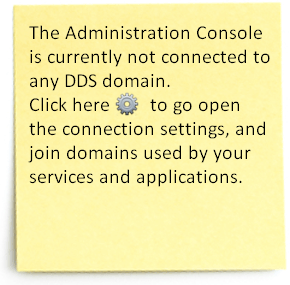 The Administration Console
is currently not connected to
any DDS domain.
Click here to go open
the connection settings, and
join domains used by your
services and applications.